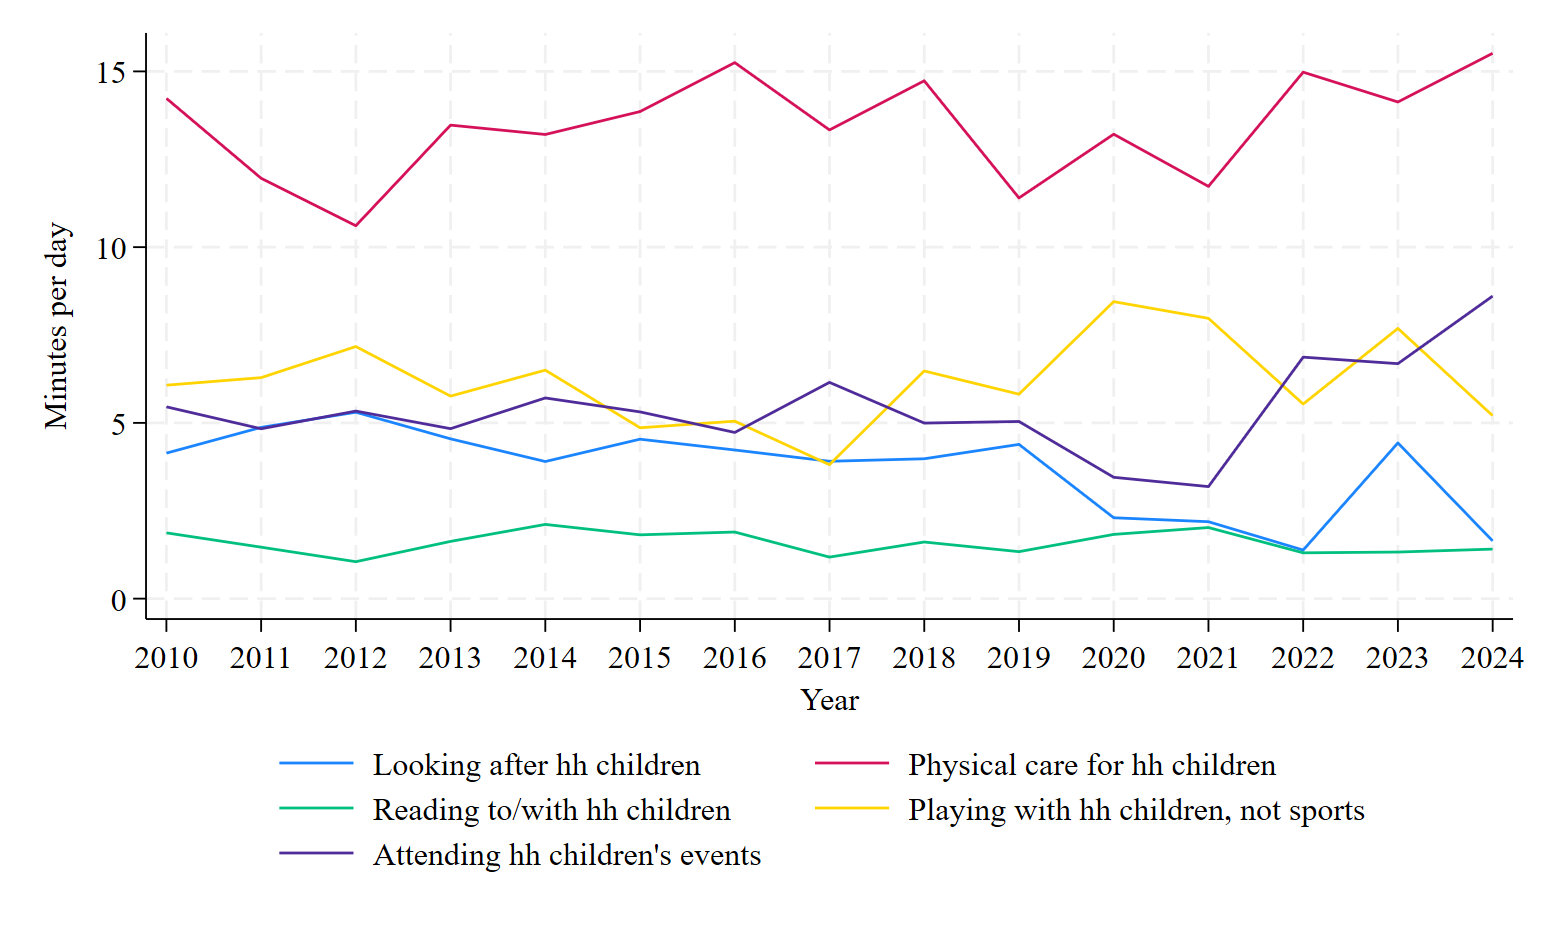 15
10
5
0
Minutes per day
2010 2011 2012 2013 2014 2015 2016 2017 2018 2019 2020 2021 2022 2023 2024
Year
Looking after hh children
Physical care for hh children
Reading to/with hh children
Playing with hh children, not sports
Attending hh children's events